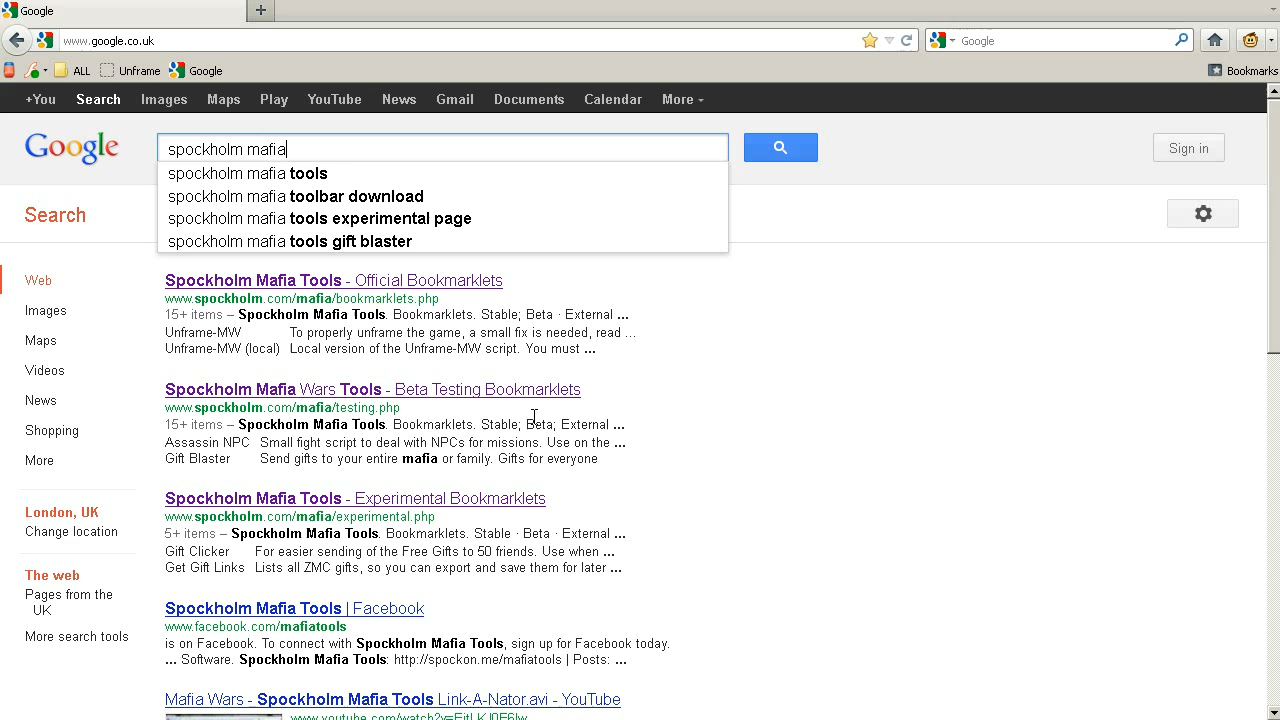 Google
www.google.co.uk
Google
ALL Unframe Google
Bookmarks
+You Search Images Maps Play YouTube News Gmail Documents Calendar More
Google
spockholm mafia
Sign in
spockholm mafia tools
spockholm mafia toolbar download
spockholm mafia tools experimental page
spockholm mafia tools gift blaster
Search
Web
Images
Maps
Videos
News
Shopping
More
London, UK
Change location
The web
Pages from the
UK
More search tools
Spockholm Mafia Tools - Official Bookmarklets
www.spockholm.com/mafia/bookmarklets.php
15+ items – Spockholm Mafia Tools. Bookmarklets. Stable; Beta · External ...
Unframe-MW To properly unframe the game, a small fix is needed, read ...
Unframe-MW (local) Local version of the Unframe-MW script. You must ...
Spockholm Mafia Wars Tools - Beta Testing Bookmarklets
www.spockholm.com/mafia/testing.php
15+ items – Spockholm Mafia Tools. Bookmarklets. Stable; Beta; External ...
Assassin NPC Small fight script to deal with NPCs for missions. Use on the ...
Gift Blaster Send gifts to your entire mafia or family. Gifts for everyone
Spockholm Mafia Tools - Experimental Bookmarklets
www.spockholm.com/mafia/experimental.php
5+ items – Spockholm Mafia Tools. Bookmarklets. Stable · Beta · External ...
Gift Clicker For easier sending of the Free Gifts to 50 friends. Use when ...
Get Gift Links Lists all ZMC gifts, so you can export and save them for later ...
Spockholm Mafia Tools | Facebook
www.facebook.com/mafiatools
is on Facebook. To connect with Spockholm Mafia Tools, sign up for Facebook today.
... Software. Spockholm Mafia Tools: http://spockon.me/mafiatools | Posts: ...
Mafia Wars - Spockholm Mafia Tools Link-A-Nator.avi - YouTube